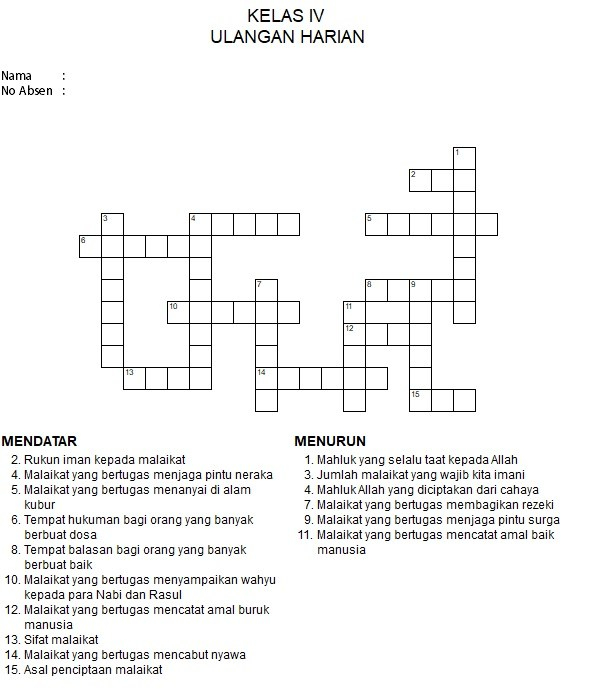 KELAS IV
ULANGAN HARIAN
Nama :
No Absen :
1
2
3
4
5
6
7
8
9
10
11
12
13
14
15
MENDATAR
2. Rukun iman kepada malaikat
4. Malaikat yang bertugas menjaga pintu neraka
5. Malaikat yang bertugas menanyai di alam
kubur
6. Tempat hukuman bagi orang yang banyak
berbuat dosa
8. Tempat balasan bagi orang yang banyak
berbuat baik
10. Malaikat yang bertugas menyampaikan wahyu
kepada para Nabi dan Rasul
12. Malaikat yang bertugas mencatat amal buruk
manusia
13. Sifat malaikat
14. Malaikat yang bertugas mencabut nyawa
15. Asal penciptaan malaikat
MENURUN
1. Mahluk yang selalu taat kepada Allah
3. Jumlah malaikat yang wajib kita imani
4. Mahluk Allah yang diciptakan dari cahaya
7. Malaikat yang bertugas membagikan rezeki
9. Malaikat yang bertugas menjaga pintu surga
11. Malaikat yang bertugas mencatat amal baik
manusia